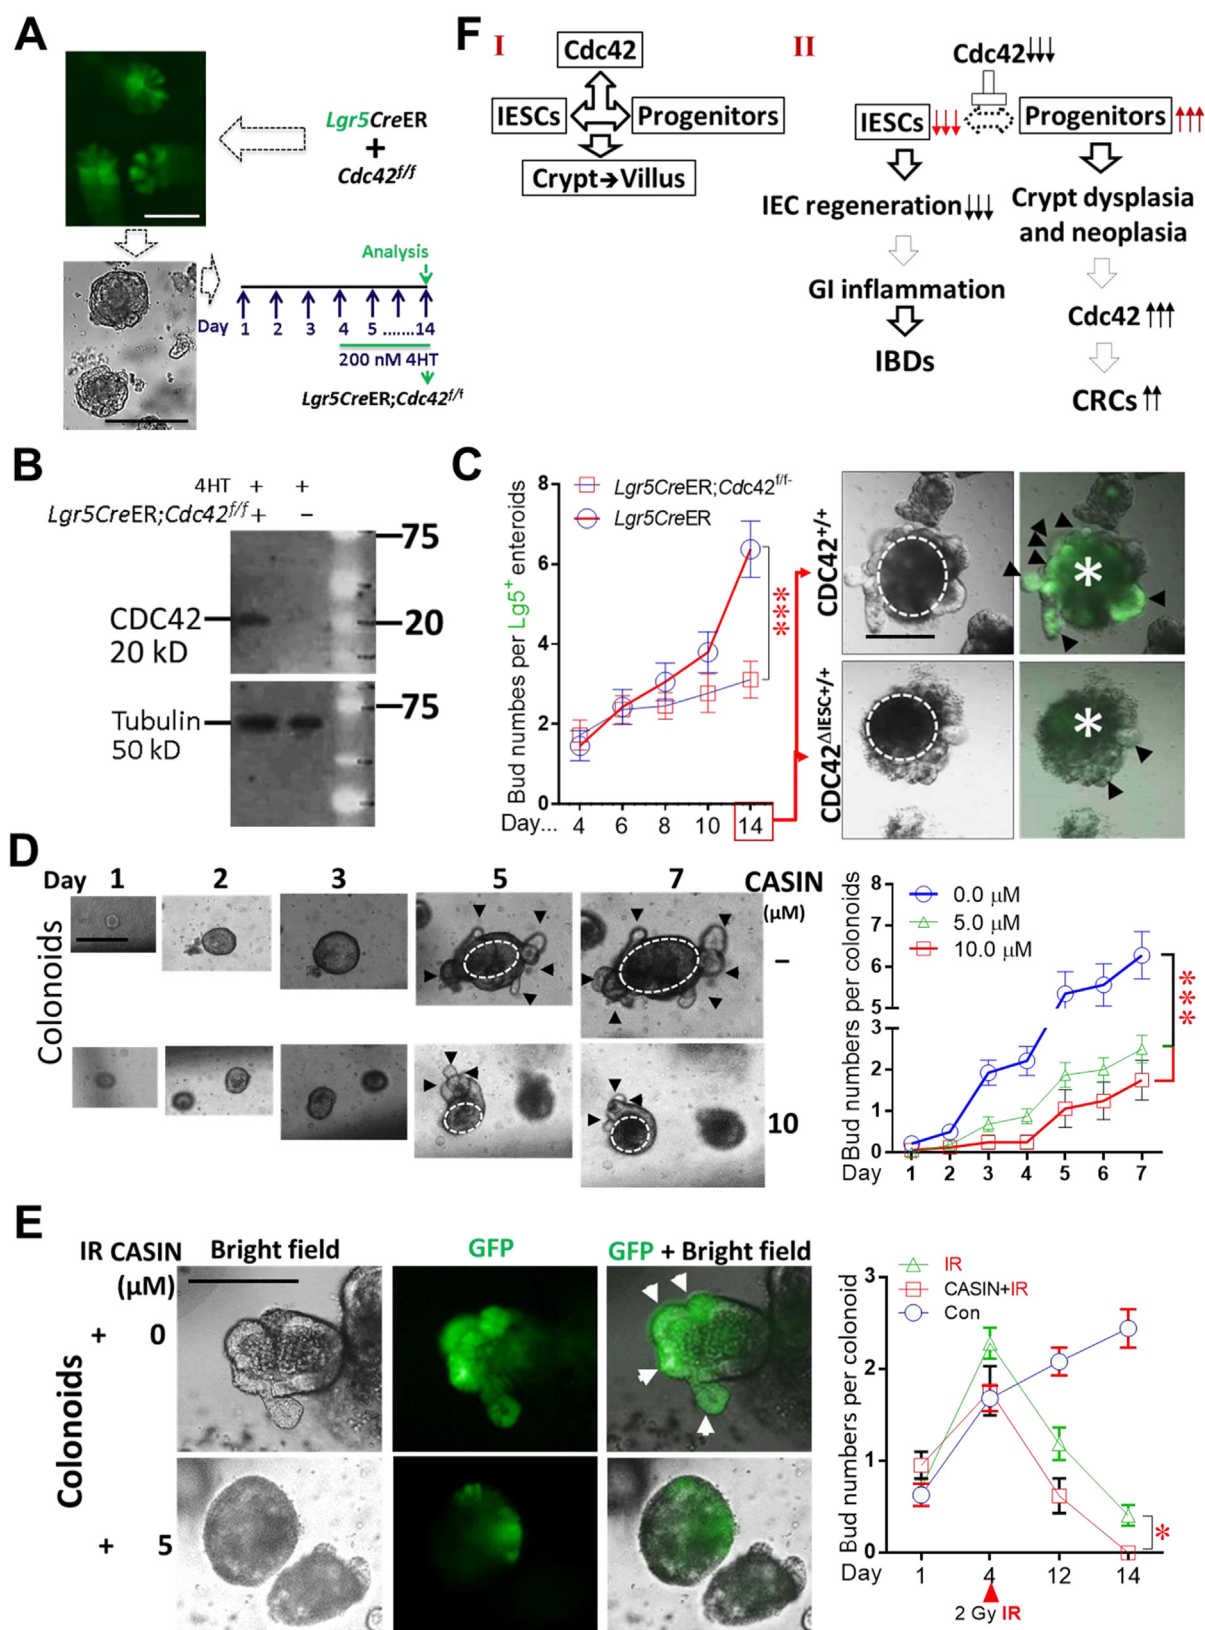 A
Lgr5CreER
+
Cdc42f/f
Analysis
Day 1 2 3 4 5 ....... 14
200 nM 4HT
Lgr5CreER;Cdc42f/f
F
I
Cdc42
IESCs
Progenitors
Crypt→Villus
II
Cdc42↓↓↓
IESCs ↓↓↓
Progenitors ↑↑↑
IEC regeneration↓↓↓
Crypt dysplasia
and neoplasia
GI inflammation
Cdc42 ↑↑↑
IBDs
CRCs ↑↑
B
4HT + +
Lgr5CreER;Cdc42f/f + −
75
CDC42
20 kD
20
75
Tubulin
50 kD
C
Bud numbes per Lg5+ enteroids
8
6
4
2
0
Day... 4 6 8 10 14
Lgr5CreER;Cdc42f/f-
Lgr5CreER
***
CDC42+/+
*
CDC42ΔIESC+/+
*
D
Colonoids
Day 1 2 3 5 7 CASIN
(µM)
−
10
Bud numbers per colonoids
8
7
6
5
3
2
1
0
Day 1 2 3 4 5 6 7
0.0 µM
5.0 µM
10.0 µM
***
E
Colonoids
IR CASIN
(µM)
Bright field
GFP
GFP + Bright field
+ 0
+ 5
Bud numbers per colonoid
3
2
1
0
Day 1 4 12 14
2 Gy IR
IR
CASIN+IR
Con
*